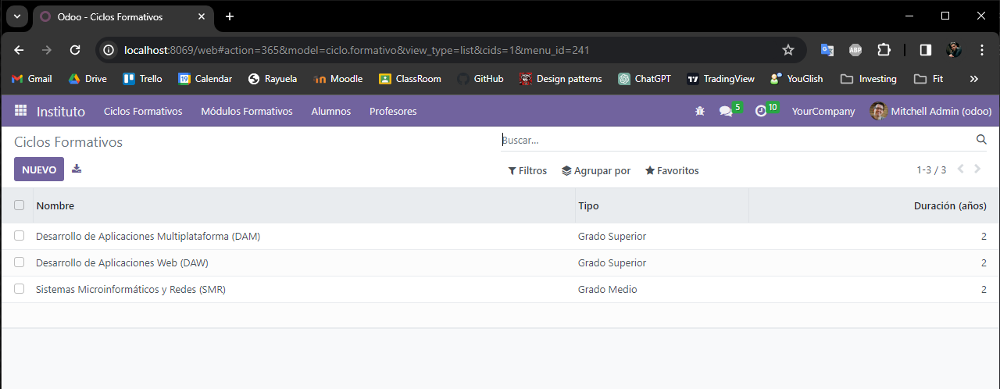 Odoo - Ciclos Formativos
localhost:8069/web#action=365&model=ciclo.formativo&view_type=list&cids=1&menu_id=241
ABP
Gmail Drive Trello 19 Calendar Rayuela Moodle ClassRoom GitHub Design patterns ChatGPT TradingView YouGlish Investing Fit »
Instituto Ciclos Formativos Módulos Formativos Alumnos Profesores 5 10 YourCompany Mitchell Admin (odoo)
Ciclos Formativos Buscar...
NUEVO Filtros Agrupar por Favoritos 1-3 / 3
Nombre Tipo Duración (años)
Desarrollo de Aplicaciones Multiplataforma (DAM) Grado Superior 2
Desarrollo de Aplicaciones Web (DAW) Grado Superior 2
Sistemas Microinformáticos y Redes (SMR) Grado Medio 2